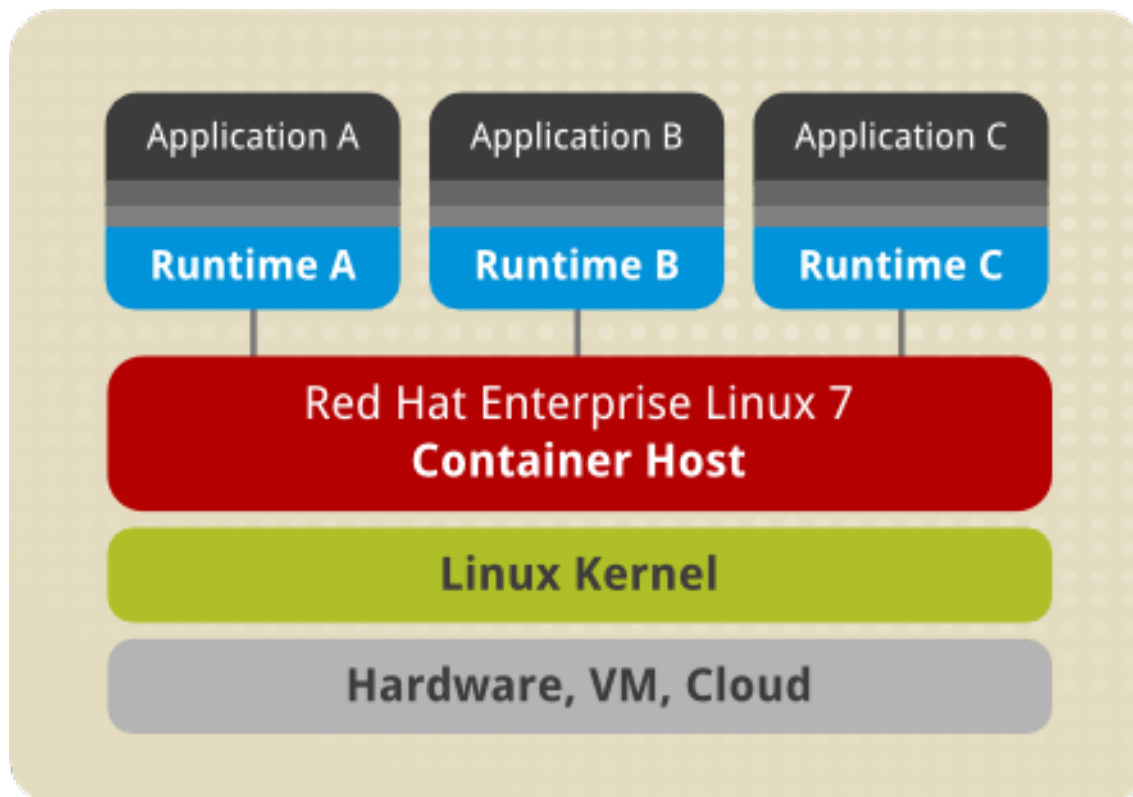 Application A
Application B
Application C
Runtime A
Runtime B
Runtime C
Red Hat Enterprise Linux 7
Container Host
Linux Kernel
Hardware, VM, Cloud